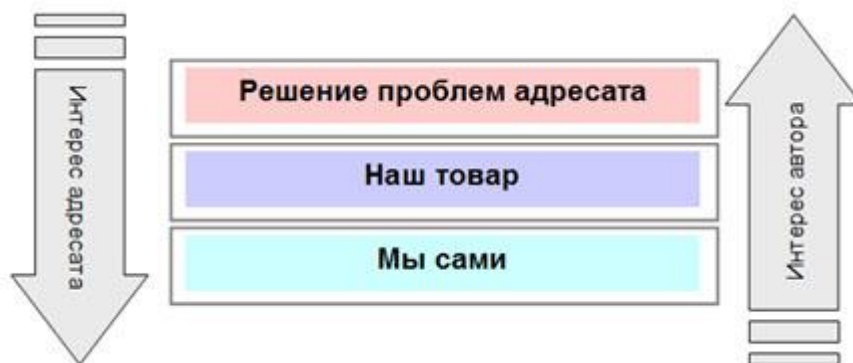 Интерес адресата
Решение проблем адресата
Наш товар
Мы сами
Интерес автора